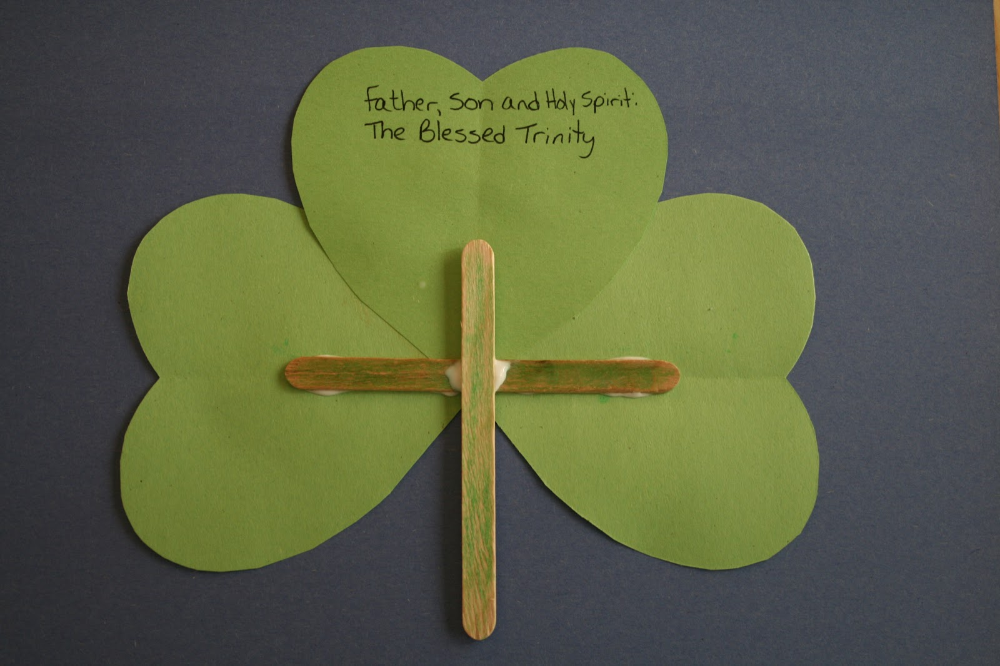 Father, Son and Holy Spirit:
The Blessed Trinity